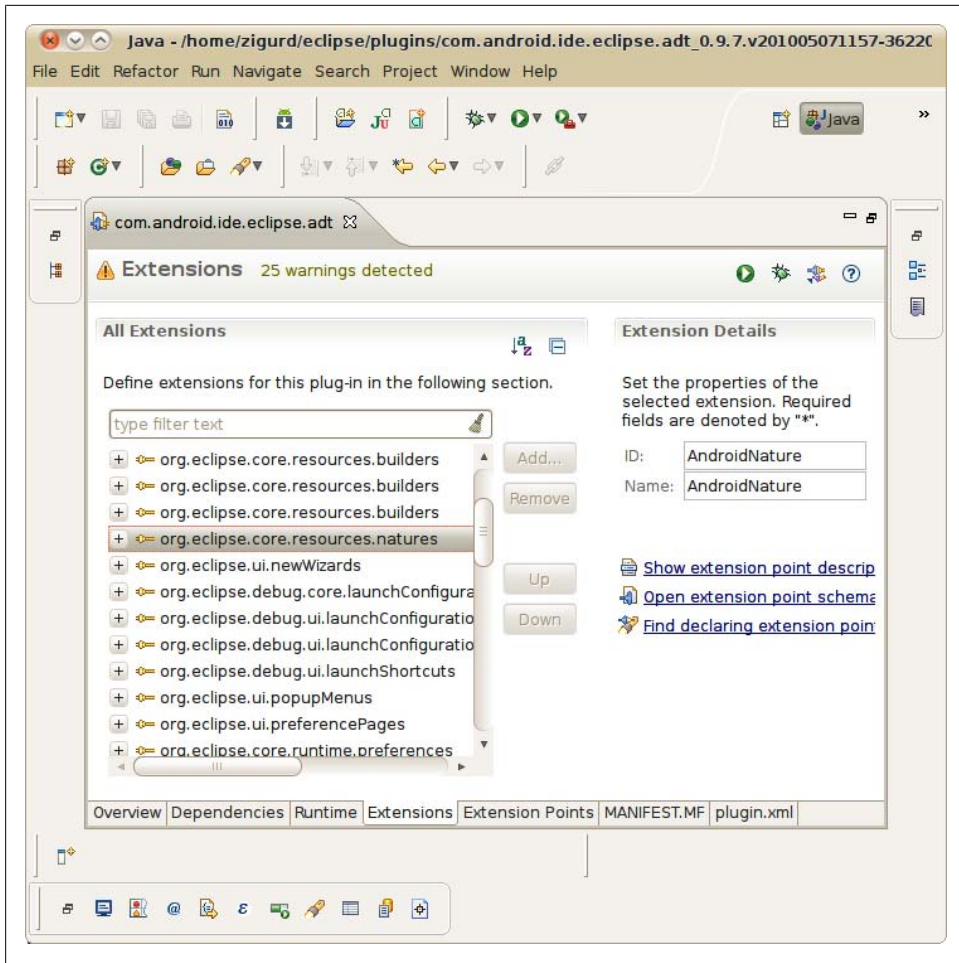 Java - /home/zigurd/eclipse/plugins/com.android.ide.eclipse.adt_0.9.7.v201005071157-36220
File Edit Refactor Run Navigate Search Project Window Help
Java
com.android.ide.eclipse.adt
Extensions 25 warnings detected
All Extensions
Define extensions for this plug-in in the following section.
type filter text
org.eclipse.core.resources.builders
org.eclipse.core.resources.builders
org.eclipse.core.resources.builders
org.eclipse.core.resources.natures
org.eclipse.ui.newWizards
org.eclipse.debug.core.launchConfigura
org.eclipse.debug.ui.launchConfiguratio
org.eclipse.debug.ui.launchConfiguratio
org.eclipse.debug.ui.launchShortcuts
org.eclipse.ui.popupMenus
org.eclipse.ui.preferencePages
org.eclipse.core.runtime.preferences
Add...
Remove
Up
Down
Extension Details
Set the properties of the
selected extension. Required
fields are denoted by "*".
ID: AndroidNature
Name: AndroidNature
Show extension point descrip
Open extension point schema
Find declaring extension poin
Overview Dependencies Runtime Extensions Extension Points MANIFEST.MF plugin.xml